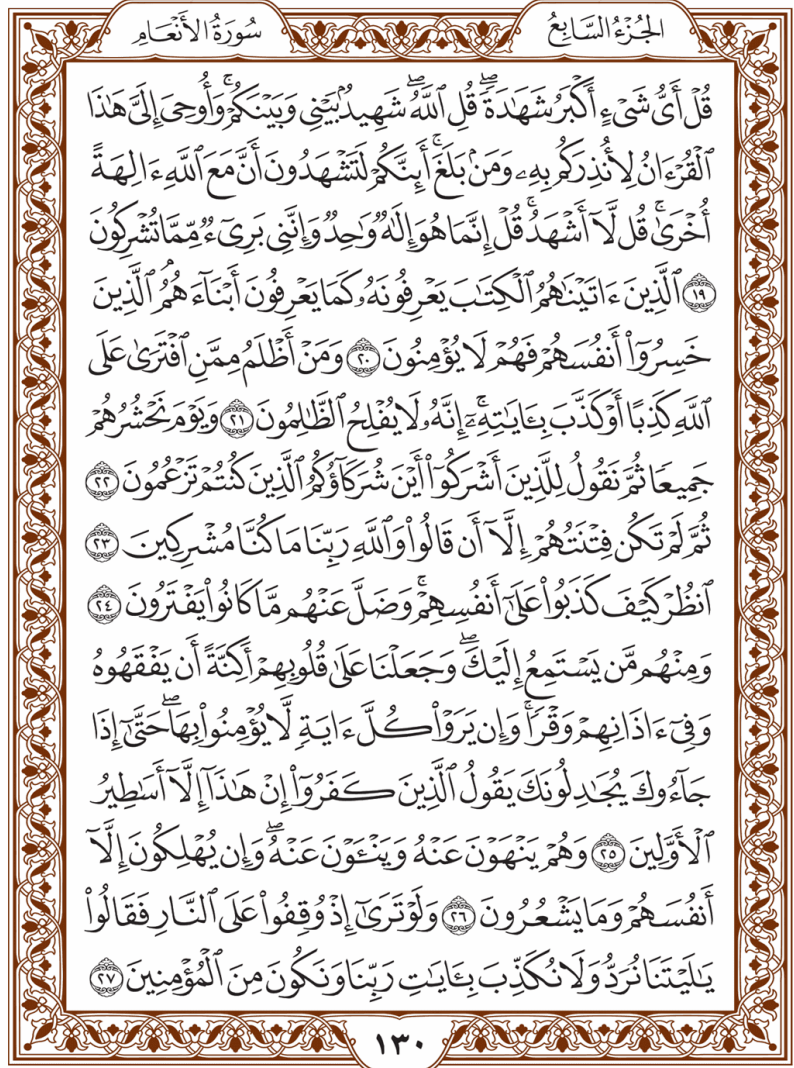 الجُزْءُ السَّابِعُ
سُورَةُ الأَنْعَامِ
قُلْ أَىُّ شَىْءٍ أَكْبَرُ شَهَٰدَةًۖ قُلِ ٱللَّهُۖ شَهِيدُۢ بَيْنِى وَبَيْنَكُمْۚ وَأُوحِىَ إِلَىَّ هَٰذَا
ٱلْقُرْءَانُ لِأُنذِرَكُم بِهِۦ وَمَنۢ بَلَغَۚ أَئِنَّكُمْ لَتَشْهَدُونَ أَنَّ مَعَ ٱللَّهِ ءَالِهَةً
أُخْرَىٰۚ قُل لَّآ أَشْهَدُۚ قُلْ إِنَّمَا هُوَ إِلَٰهٌ وَٰحِدٌ وَإِنَّنِى بَرِىٓءٌ مِّمَّا تُشْرِكُونَ
١٩ ٱلَّذِينَ ءَاتَيْنَٰهُمُ ٱلْكِتَٰبَ يَعْرِفُونَهُۥ كَمَا يَعْرِفُونَ أَبْنَآءَهُمُ ٱلَّذِينَ
خَسِرُوٓا۟ أَنفُسَهُمْ فَهُمْ لَا يُؤْمِنُونَ ٢٠ وَمَنْ أَظْلَمُ مِمَّنِ ٱفْتَرَىٰ عَلَى
ٱللَّهِ كَذِبًا أَوْ كَذَّبَ بِـَٔايَٰتِهِۦٓۚ إِنَّهُۥ لَا يُفْلِحُ ٱلظَّٰلِمُونَ ٢١ وَيَوْمَ نَحْشُرُهُمْ
جَمِيعًا ثُمَّ نَقُولُ لِلَّذِينَ أَشْرَكُوٓا۟ أَيْنَ شُرَكَآؤُكُمُ ٱلَّذِينَ كُنتُمْ تَزْعُمُونَ ٢٢
ثُمَّ لَمْ تَكُن فِتْنَتُهُمْ إِلَّآ أَن قَالُوا۟ وَٱللَّهِ رَبِّنَا مَا كُنَّا مُشْرِكِينَ ٢٣
ٱنظُرْ كَيْفَ كَذَبُوا۟ عَلَىٰٓ أَنفُسِهِمْۚ وَضَلَّ عَنْهُم مَّا كَانُوا۟ يَفْتَرُونَ ٢٤
وَمِنْهُم مَّن يَسْتَمِعُ إِلَيْكَۖ وَجَعَلْنَا عَلَىٰ قُلُوبِهِمْ أَكِنَّةً أَن يَفْقَهُوهُ
وَفِىٓ ءَاذَانِهِمْ وَقْرًاۚ وَإِن يَرَوْا۟ كُلَّ ءَايَةٍ لَّا يُؤْمِنُوا۟ بِهَاۖ حَتَّىٰٓ إِذَا
جَآءُوكَ يُجَٰدِلُونَكَ يَقُولُ ٱلَّذِينَ كَفَرُوٓا۟ إِنْ هَٰذَآ إِلَّآ أَسَٰطِيرُ
ٱلْأَوَّلِينَ ٢٥ وَهُمْ يَنْهَوْنَ عَنْهُ وَيَنْـَٔوْنَ عَنْهُۖ وَإِن يُهْلِكُونَ إِلَّآ
أَنفُسَهُمْ وَمَا يَشْعُرُونَ ٢٦ وَلَوْ تَرَىٰٓ إِذْ وُقِفُوا۟ عَلَى ٱلنَّارِ فَقَالُوا۟
يَٰلَيْتَنَا نُرَدُّ وَلَا نُكَذِّبَ بِـَٔايَٰتِ رَبِّنَا وَنَكُونَ مِنَ ٱلْمُؤْمِنِينَ ٢٧
١٣٠